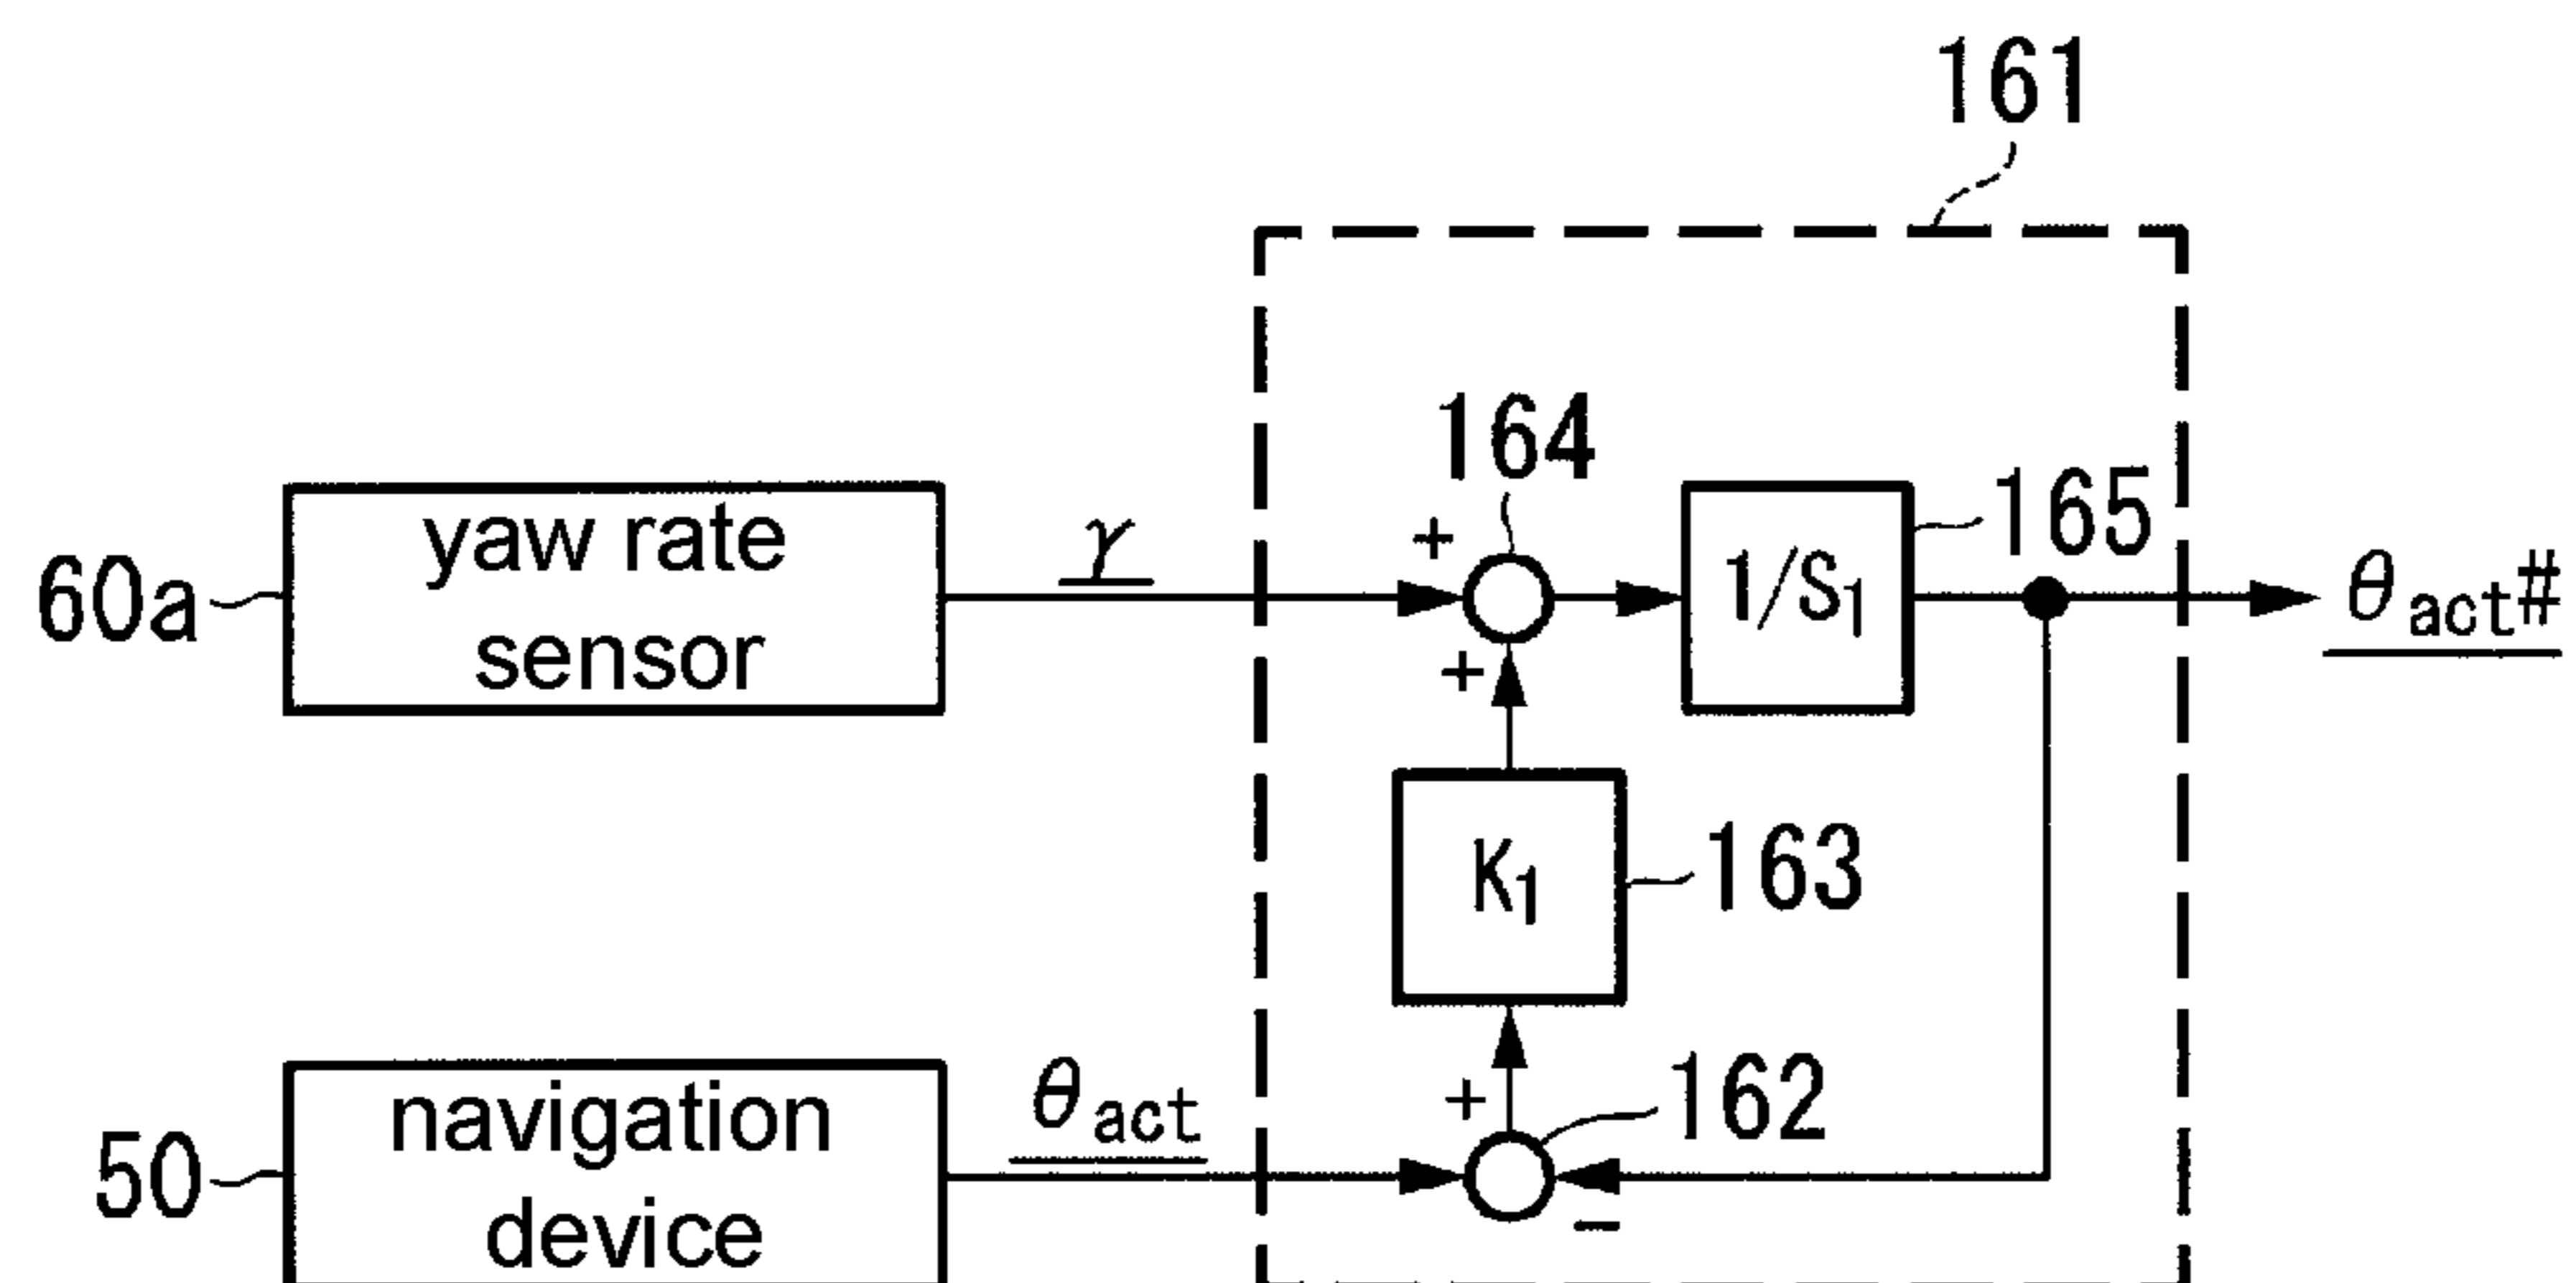 161
164
165
yaw rate
sensor
60a
γ
+
1/S1
θact#
+
K1
163
162
navigation
device
50
θact
+
−